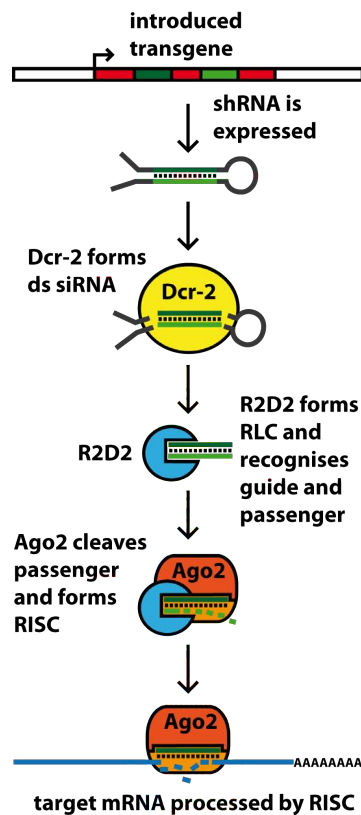 introduced
transgene
shRNA is
expressed
Dcr-2 forms
ds siRNA
Dcr-2
R2D2 forms
RLC and
recognises
guide and
passenger
R2D2
Ago2 cleaves
passenger
and forms
RISC
Ago2
Ago2
AAAAAAAA
target mRNA processed by RISC